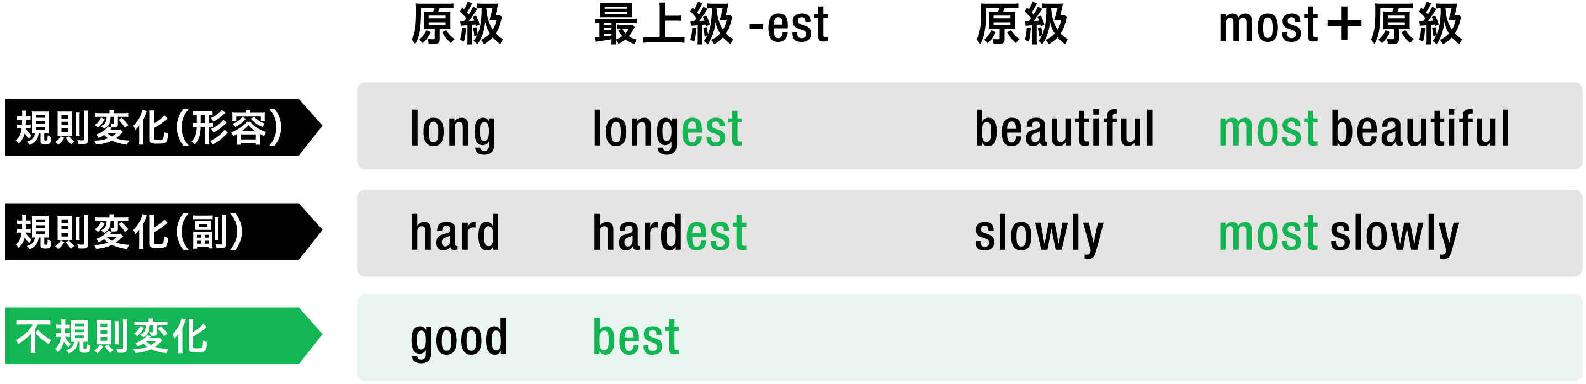 原級 最上級 -est 原級 most＋原級
規則変化（形容） long longest beautiful most beautiful
規則変化（副） hard hardest slowly most slowly
不規則変化 good best